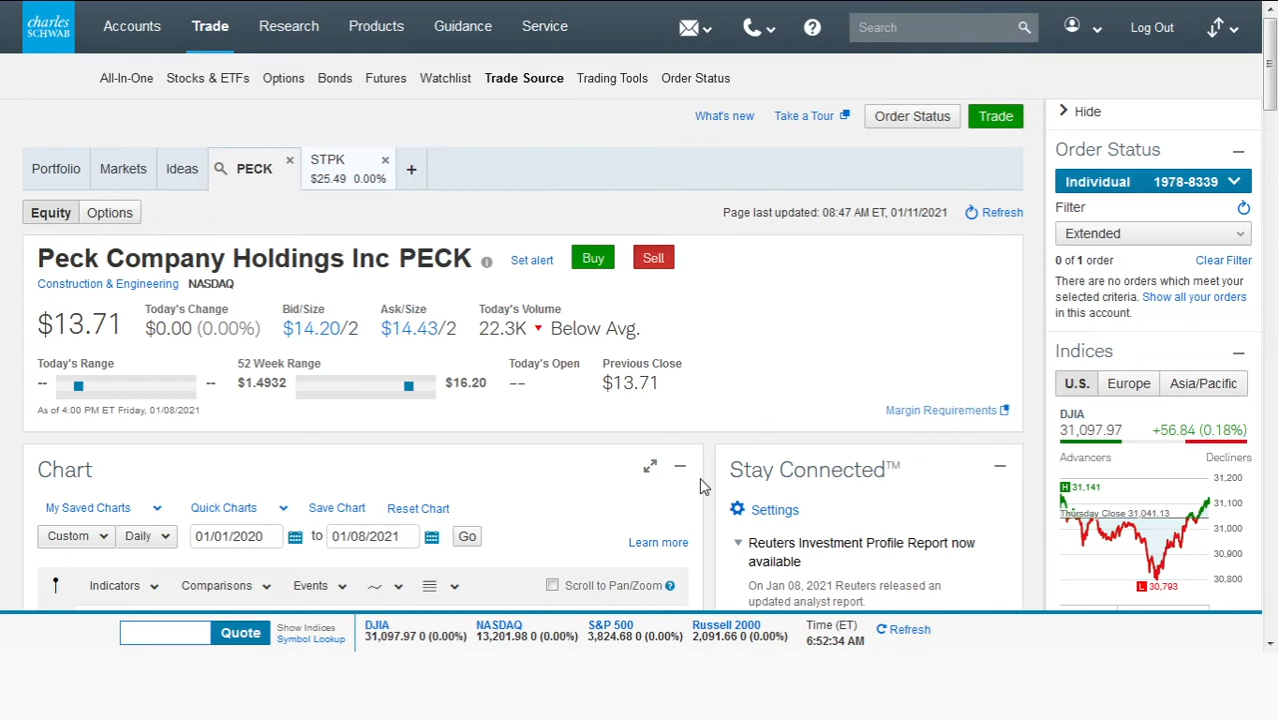 charles SCHWAB
Accounts Trade Research Products Guidance Service Search Log Out
All-In-One Stocks & ETFs Options Bonds Futures Watchlist Trade Source Trading Tools Order Status
What's new Take a Tour Order Status Trade
Hide
Portfolio Markets Ideas PECK STPK
$25.49 0.00%
Equity Options
Page last updated: 08:47 AM ET, 01/11/2021 Refresh
Peck Company Holdings Inc PECK Set alert Buy Sell
Construction & Engineering NASDAQ
Today's Change Bid/Size Ask/Size Today's Volume
$13.71 $0.00 (0.00%) $14.20/2 $14.43/2 22.3K Below Avg.
Today's Range 52 Week Range Today's Open Previous Close
-- -- $1.4932 $16.20 -- $13.71
As of 4:00 PM ET Friday, 01/08/2021
Margin Requirements
Chart
My Saved Charts Quick Charts Save Chart Reset Chart
Custom Daily 01/01/2020 to 01/08/2021 Go
Learn more
Indicators Comparisons Events Scroll to Pan/Zoom
Stay Connected™
Settings
Reuters Investment Profile Report now
available
On Jan 08, 2021 Reuters released an
updated analyst report.
Order Status
Individual 1978-8339
Filter
Extended
0 of 1 order Clear Filter
There are no orders which meet your
selected criteria. Show all your orders
in this account.
Indices
U.S. Europe Asia/Pacific
DJIA
31,097.97 +56.84 (0.18%)
Advancers Decliners
31,200
H 31,141
31,100
Thursday Close 31,041.13
31,000
30,900
30,800
L 30,793
Quote
Show Indices
Symbol Lookup
DJIA NASDAQ S&P 500 Russell 2000 Time (ET)
31,097.97 0 (0.00%) 13,201.98 0 (0.00%) 3,824.68 0 (0.00%) 2,091.66 0 (0.00%) 6:52:34 AM
Refresh